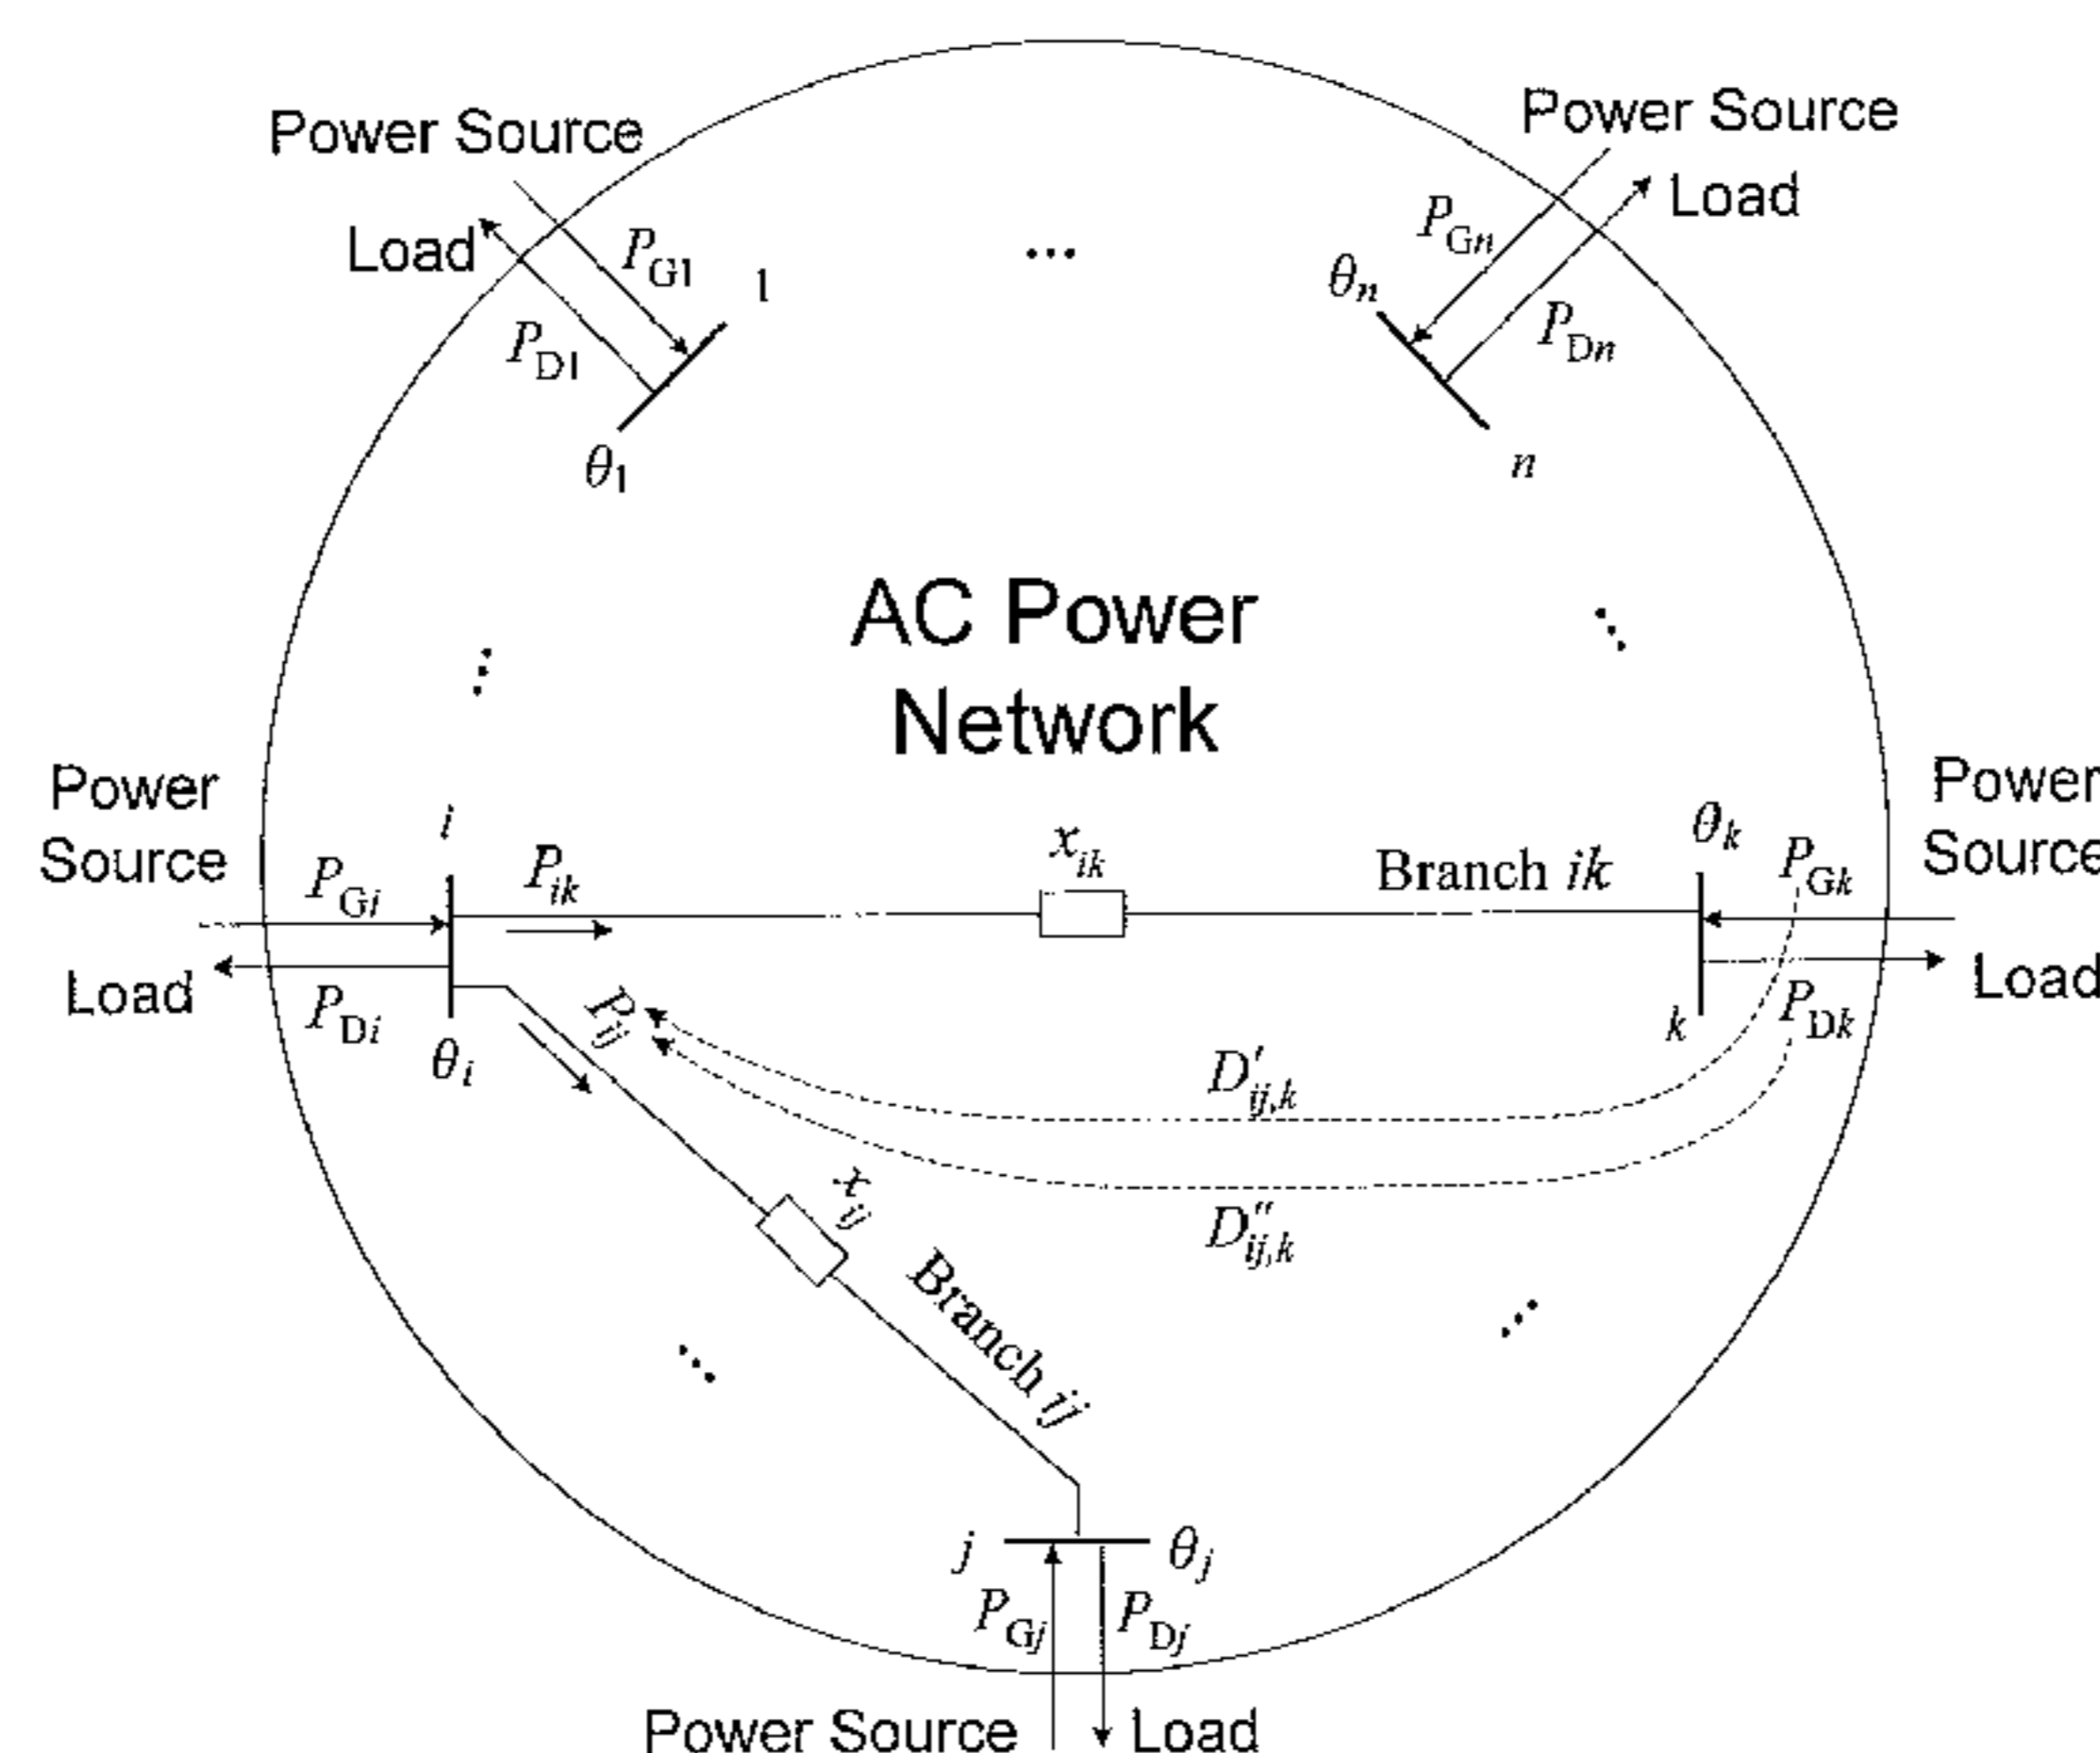 Power Source
Load
P_G1
1
P_D1
θ_1
...
Power Source
Load
P_Gn
θ_n
P_Dn
n
AC Power
Network
Power
Source
i
P_Gi
P_ik
x_ik
Branch ik
θ_k
P_Gk
Power
Source
Load
P_Di
θ_i
P_ij
k
P_Dk
Load
D'_ij,k
D''_ij,k
x_ij
Branch ij
j
θ_j
P_Gj
P_Dj
Power Source
Load